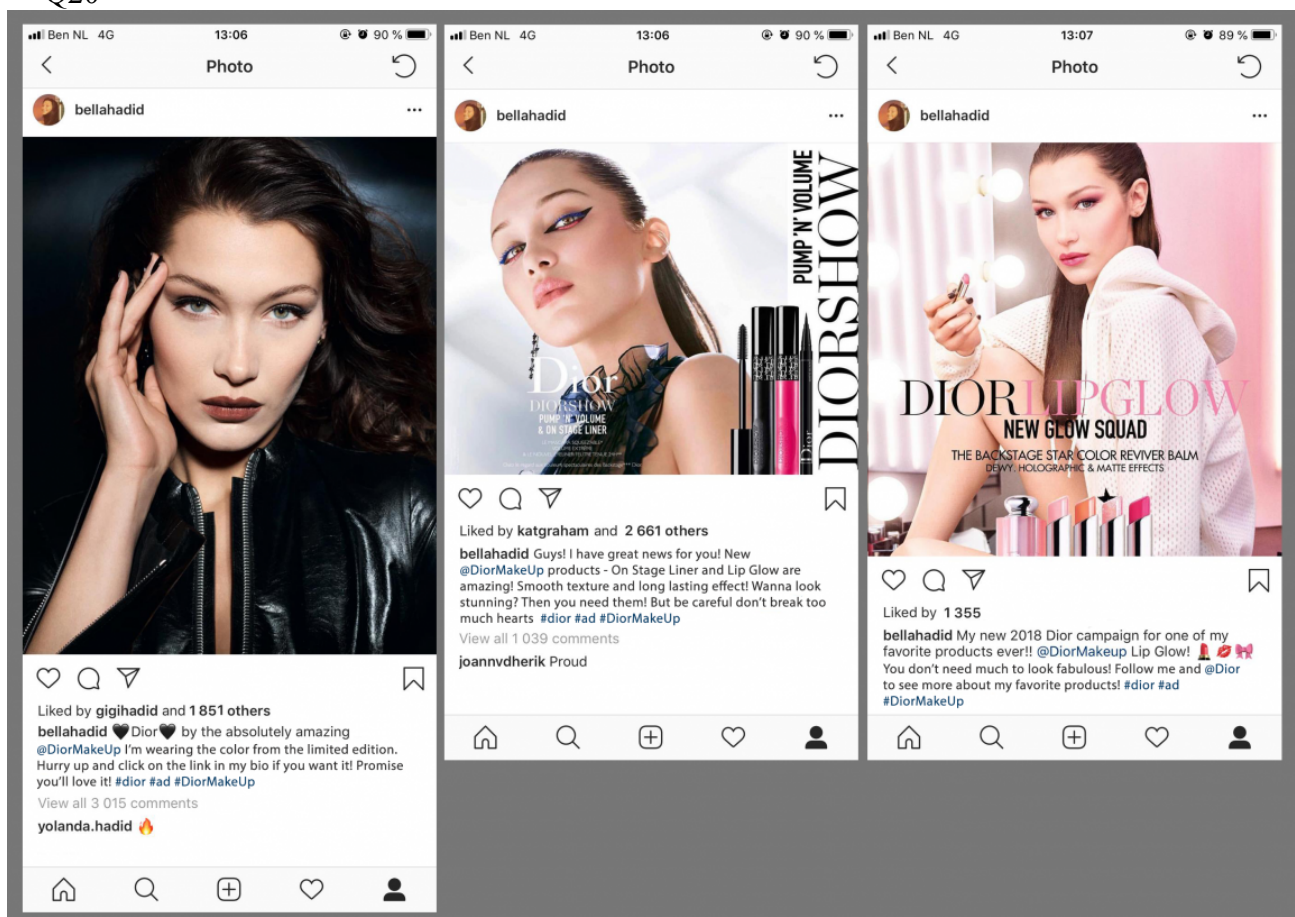 Q20
Ben NL 4G 13:06 90 %
Photo
bellahadid
Liked by gigihadid and 1 851 others
bellahadid 🖤Dior🖤 by the absolutely amazing
@DiorMakeUp I'm wearing the color from the limited edition.
Hurry up and click on the link in my bio if you want it! Promise
you'll love it! #dior #ad #DiorMakeUp
View all 3 015 comments
yolanda.hadid 🔥
Ben NL 4G 13:06 90 %
Photo
bellahadid
PUMP 'N' VOLUME
DIORSHOW
Dior
DIORSHOW
PUMP 'N' VOLUME
& ON STAGE LINER
Dior
Liked by katgraham and 2 661 others
bellahadid Guys! I have great news for you! New
@DiorMakeUp products - On Stage Liner and Lip Glow are
amazing! Smooth texture and long lasting effect! Wanna look
stunning? Then you need them! But be careful don't break too
much hearts #dior #ad #DiorMakeUp
View all 1 039 comments
joannvdherik Proud
Ben NL 4G 13:07 89 %
Photo
bellahadid
DIORLIPGLOW
NEW GLOW SQUAD
THE BACKSTAGE STAR COLOR REVIVER BALM
DEWY, HOLOGRAPHIC & MATTE EFFECTS
Liked by 1 355
bellahadid My new 2018 Dior campaign for one of my
favorite products ever!! @DiorMakeup Lip Glow! 💄 💋 🎀
You don't need much to look fabulous! Follow me and @Dior
to see more about my favorite products! #dior #ad
#DiorMakeUp